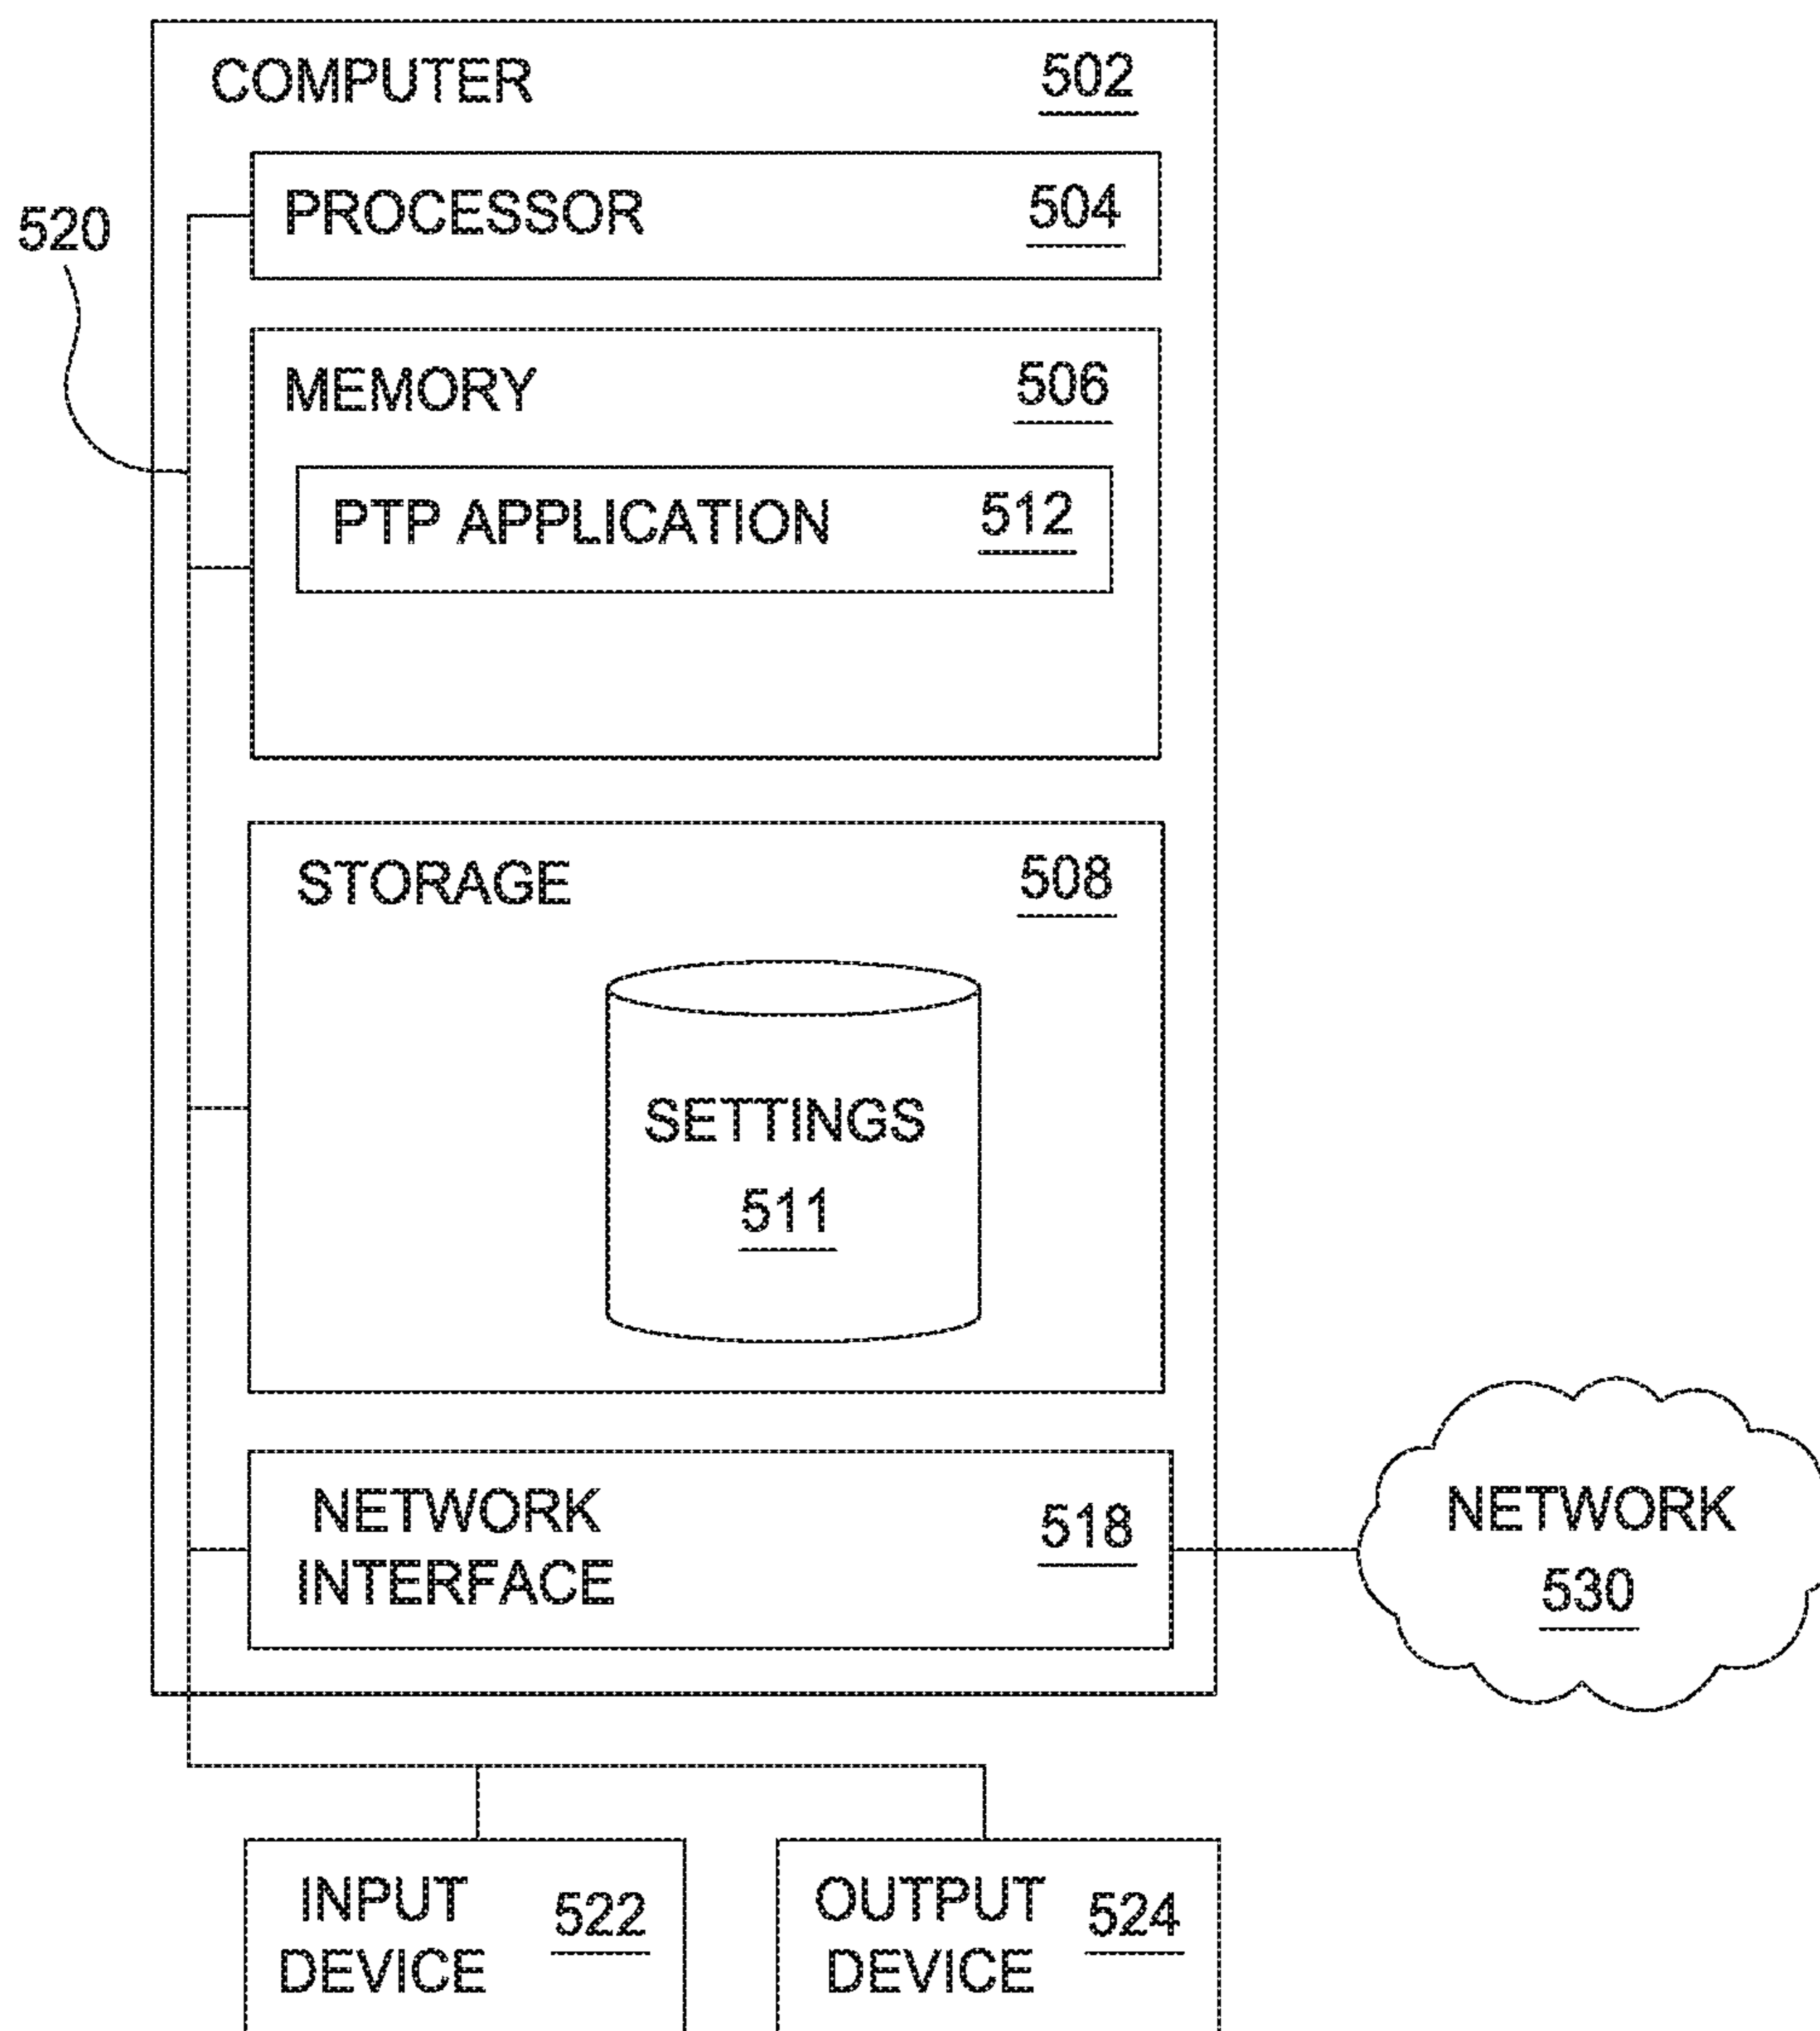 COMPUTER 502
PROCESSOR 504
520
MEMORY 506
PTP APPLICATION 512
STORAGE 508
SETTINGS
511
NETWORK
INTERFACE
518
NETWORK
530
INPUT
DEVICE
522
OUTPUT
DEVICE
524